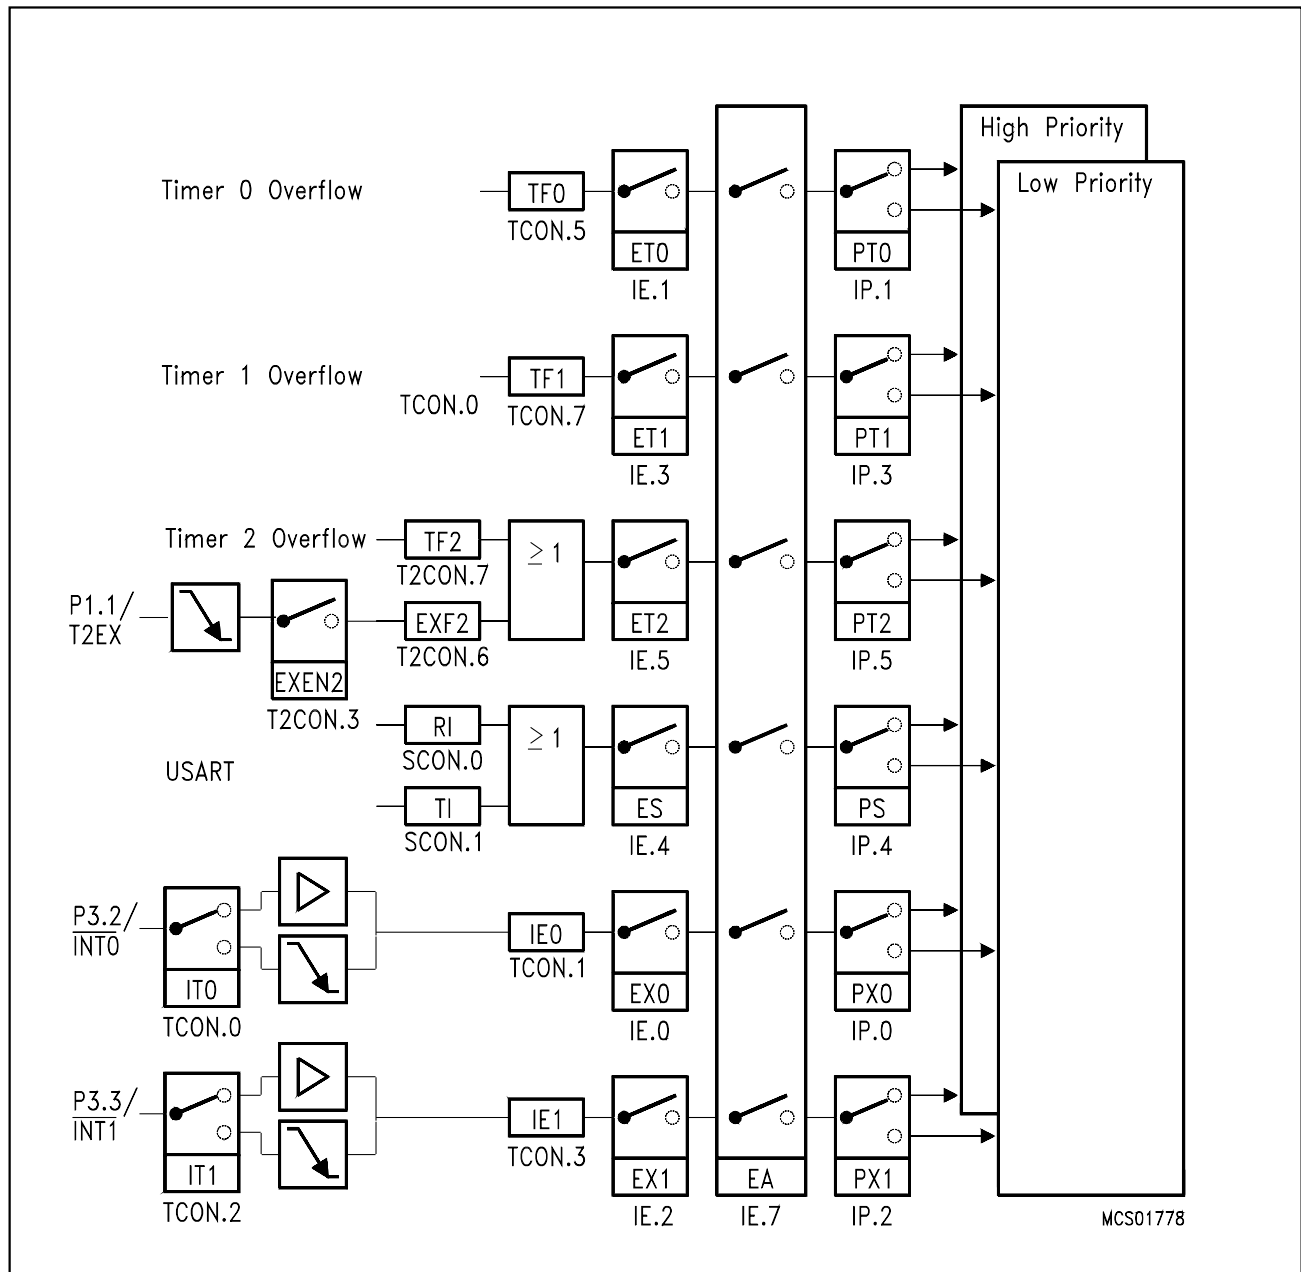 High Priority
Low Priority
Timer 0 Overflow
TF0
TCON.5
ET0
IE.1
PT0
IP.1
Timer 1 Overflow
TCON.0
TF1
TCON.7
ET1
IE.3
PT1
IP.3
Timer 2 Overflow
TF2
T2CON.7
≥ 1
P1.1/
T2EX
EXEN2
T2CON.3
EXF2
T2CON.6
ET2
IE.5
PT2
IP.5
USART
RI
SCON.0
≥ 1
TI
SCON.1
ES
IE.4
PS
IP.4
P3.2/
INT0
IT0
TCON.0
IE0
TCON.1
EX0
IE.0
PX0
IP.0
P3.3/
INT1
IT1
TCON.2
IE1
TCON.3
EX1
IE.2
EA
IE.7
PX1
IP.2
MCS01778